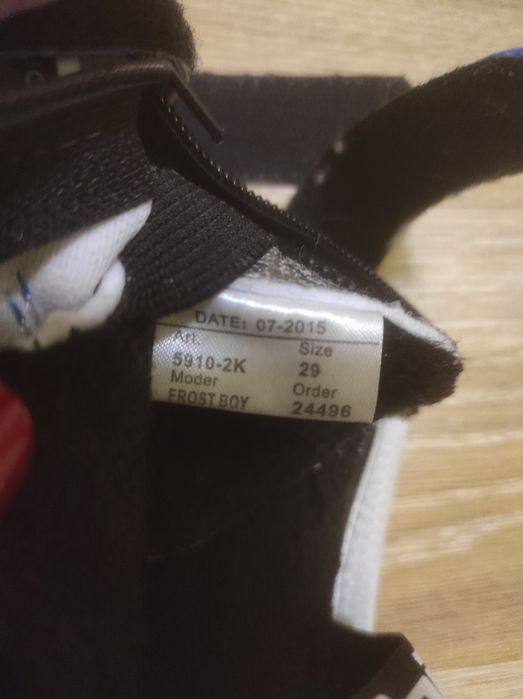 DATE: 07-2015
Art. Size
5910-2K 29
Moder Order
FROST BOY 24496